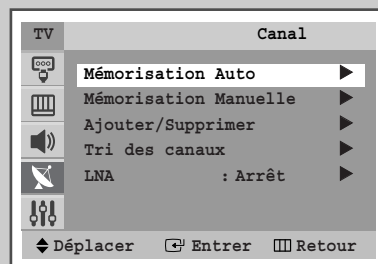 TV Canal
Mémorisation Auto
Mémorisation Manuelle
Ajouter/Supprimer
Tri des canaux
LNA : Arrêt
Déplacer Entrer Retour